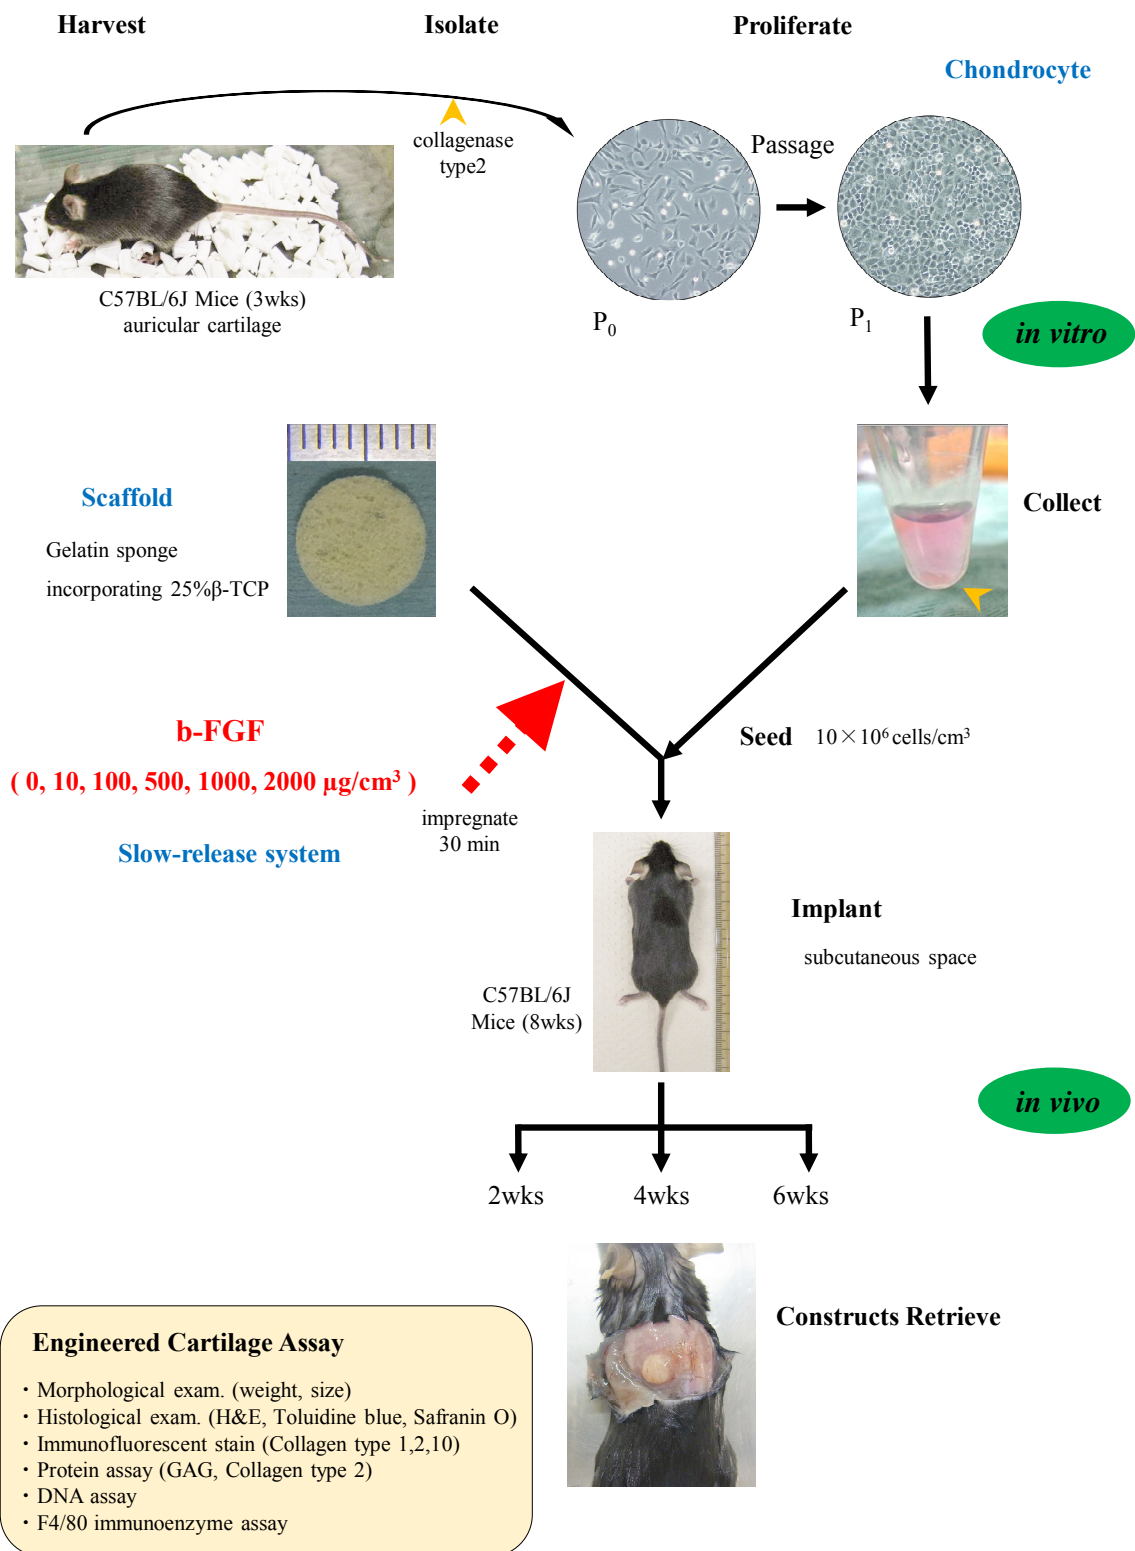 Harvest
Isolate
Proliferate
Chondrocyte
collagenase
type2
Passage
C57BL/6J Mice (3wks)
auricular cartilage
P0
P1
in vitro
Scaffold
Gelatin sponge
incorporating 25%β-TCP
Collect
b-FGF
( 0, 10, 100, 500, 1000, 2000 μg/cm³ )
Slow-release system
impregnate
30 min
Seed 10×10⁶ cells/cm³
Implant
subcutaneous space
C57BL/6J
Mice (8wks)
in vivo
2wks
4wks
6wks
Constructs Retrieve
Engineered Cartilage Assay
・Morphological exam. (weight, size)
・Histological exam. (H&E, Toluidine blue, Safranin O)
・Immunofluorescent stain (Collagen type 1,2,10)
・Protein assay (GAG, Collagen type 2)
・DNA assay
・F4/80 immunoenzyme assay